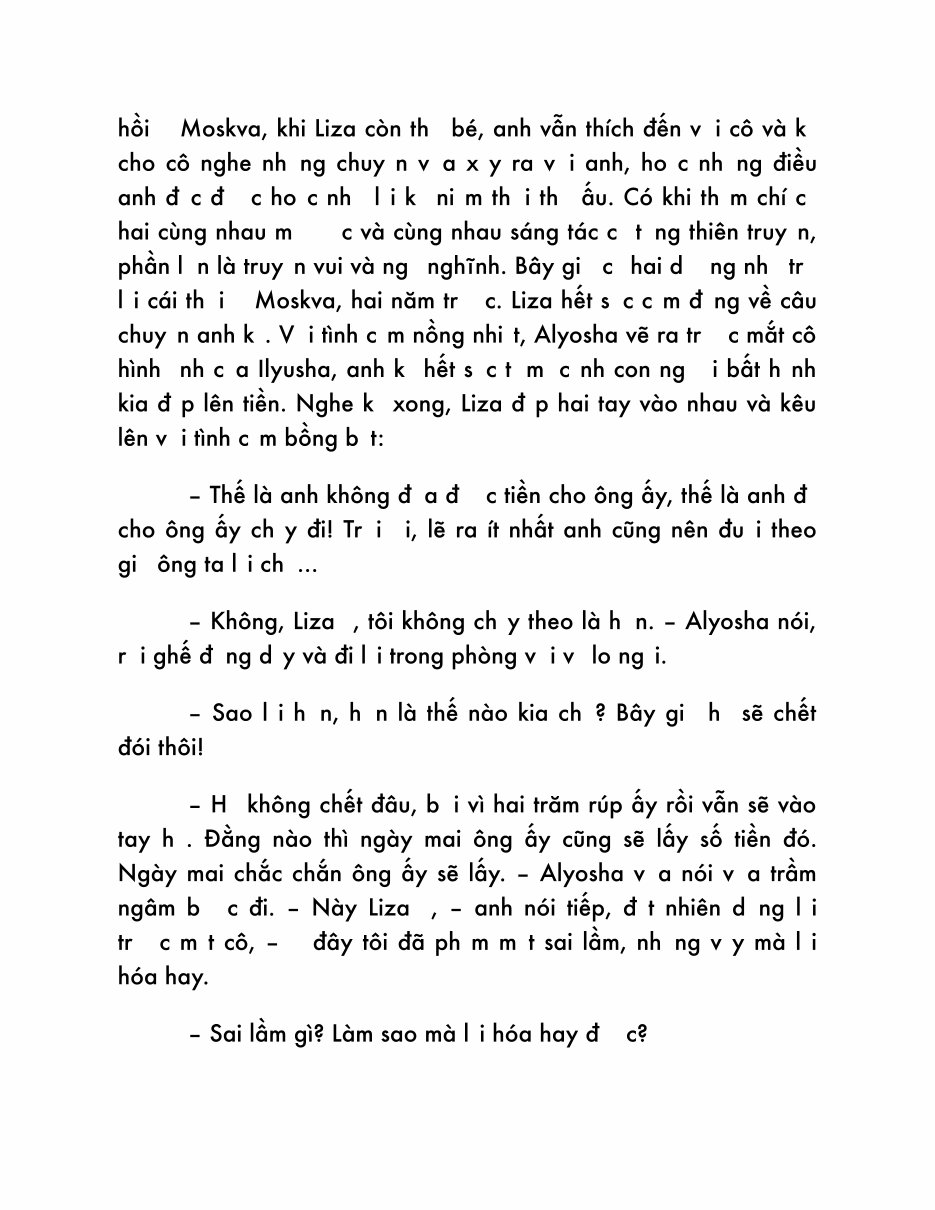 hồi Moskva, khi Liza còn th bé, anh vẫn thích đến v i cô và k
cho cô nghe nh ng chuy n v a x y ra v i anh, ho c nh ng điều
anh đ c đ c ho c nh l i k ni m th i th ấu. Có khi th m chí c
hai cùng nhau m c và cùng nhau sáng tác c t ng thiên truy n,
phần l n là truy n vui và ng nghĩnh. Bây gi c hai d ng nh tr
l i cái th i Moskva, hai năm tr c. Liza hết s c c m đ ng về câu
chuy n anh k . V i tình c m nồng nhi t, Alyosha vẽ ra tr c mắt cô
hình nh c a Ilyusha, anh k hết s c t m c nh con ng i bất h nh
kia đ p lên tiền. Nghe k xong, Liza đ p hai tay vào nhau và kêu
lên v i tình c m bồng b t:
– Thế là anh không đ a đ c tiền cho ông ấy, thế là anh đ
cho ông ấy ch y đi! Tr i i, lẽ ra ít nhất anh cũng nên đu i theo
gi ông ta l i ch ...
– Không, Liza , tôi không ch y theo là h n. – Alyosha nói,
r i ghế đ ng d y và đi l i trong phòng v i v lo ng i.
– Sao l i h n, h n là thế nào kia ch ? Bây gi h sẽ chết
đói thôi!
– H không chết đâu, b i vì hai trăm rúp ấy rồi vẫn sẽ vào
tay h . Đằng nào thì ngày mai ông ấy cũng sẽ lấy số tiền đó.
Ngày mai chắc chắn ông ấy sẽ lấy. – Alyosha v a nói v a trầm
ngâm b c đi. – Này Liza , – anh nói tiếp, đ t nhiên d ng l i
tr c m t cô, – đây tôi đã ph m m t sai lầm, nh ng v y mà l i
hóa hay.
– Sai lầm gì? Làm sao mà l i hóa hay đ c?